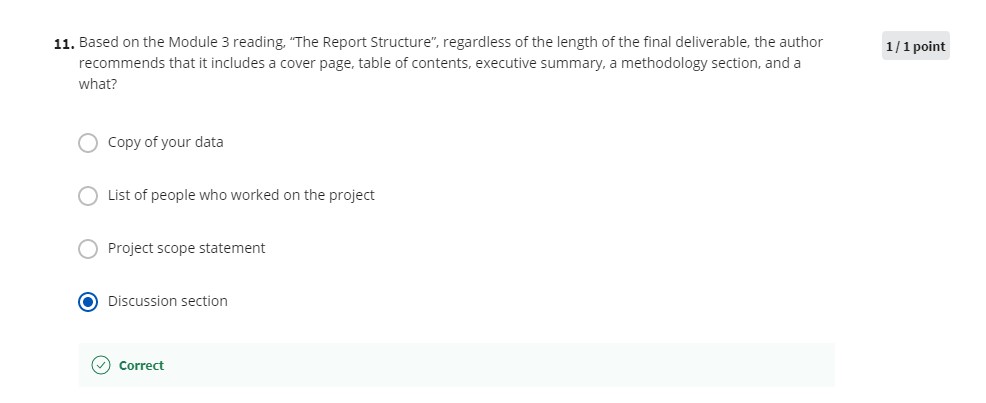 11. Based on the Module 3 reading, “The Report Structure”, regardless of the length of the final deliverable, the author
recommends that it includes a cover page, table of contents, executive summary, a methodology section, and a
what?
1 / 1 point
Copy of your data
List of people who worked on the project
Project scope statement
Discussion section
Correct